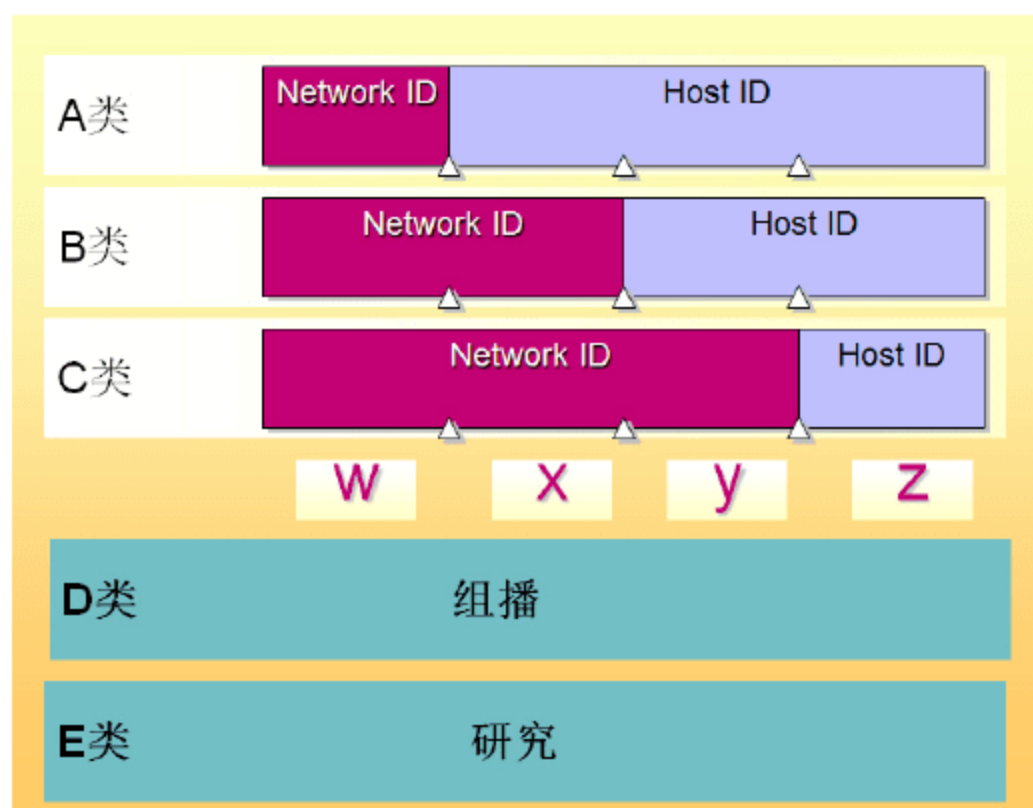 A类 Network ID Host ID
B类 Network ID Host ID
C类 Network ID Host ID
w x y z
D类 组播
E类 研究